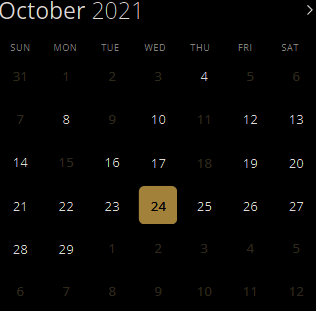 October 2021
SUN MON TUE WED THU FRI SAT
31 1 2 3 4 5 6
7 8 9 10 11 12 13
14 15 16 17 18 19 20
21 22 23 24 25 26 27
28 29 1 2 3 4 5
6 7 8 9 10 11 12